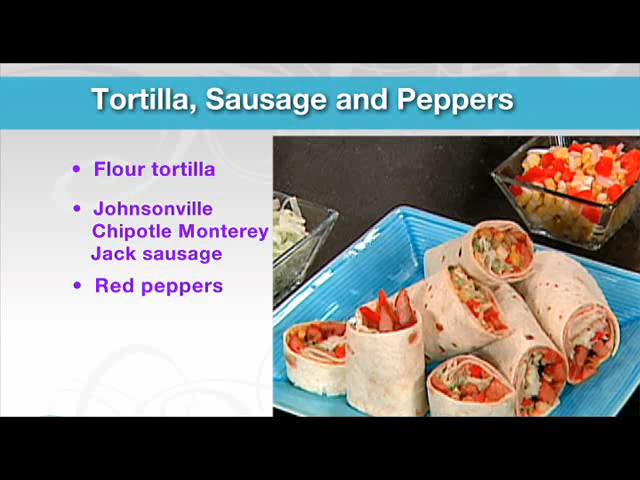 Tortilla, Sausage and Peppers
• Flour tortilla
• Johnsonville
Chipotle Monterey
Jack sausage
• Red peppers